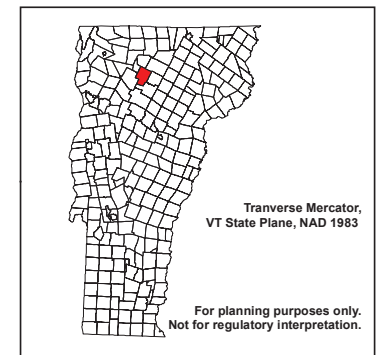 Tranverse Mercator,
VT State Plane, NAD 1983
For planning purposes only.
Not for regulatory interpretation.